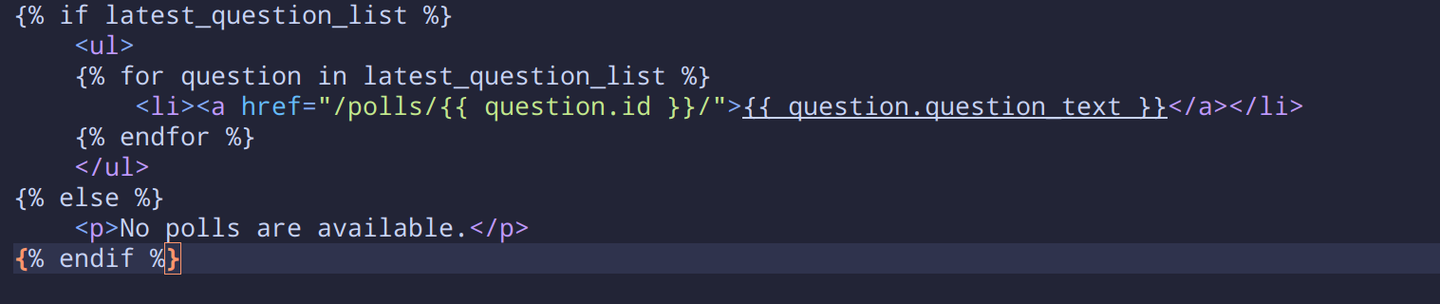 {% if latest_question_list %}
    <ul>
    {% for question in latest_question_list %}
        <li><a href="/polls/{{ question.id }}/">{{ question.question_text }}</a></li>
    {% endfor %}
    </ul>
{% else %}
    <p>No polls are available.</p>
{% endif %}